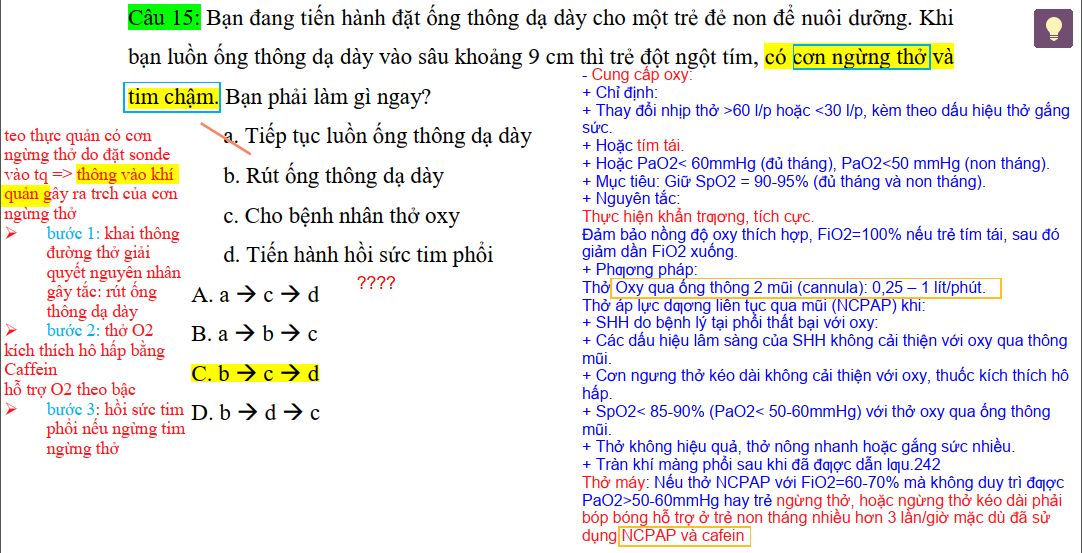 Câu 15: Bạn đang tiến hành đặt ống thông dạ dày cho một trẻ đẻ non để nuôi dưỡng. Khi
bạn luồn ống thông dạ dày vào sâu khoảng 9 cm thì trẻ đột ngột tím, có cơn ngừng thở và
tim chậm. Bạn phải làm gì ngay?
a. Tiếp tục luồn ống thông dạ dày
b. Rút ống thông dạ dày
c. Cho bệnh nhân thở oxy
d. Tiến hành hồi sức tim phổi
????
A. a → c → d
B. a → b → c
C. b → c → d
D. b → d → c
teo thực quản có cơn
ngừng thở do đặt sonde
vào tq => thông vào khí
quản gây ra trch của cơn
ngừng thở
➢ bước 1: khai thông
đường thở giải
quyết nguyên nhân
gây tắc: rút ống
thông dạ dày
➢ bước 2: thở O2
kích thích hô hấp bằng
Caffein
hỗ trợ O2 theo bậc
➢ bước 3: hồi sức tim
phổi nếu ngừng tim
ngừng thở
- Cung cấp oxy:
+ Chỉ định:
+ Thay đổi nhịp thở >60 l/p hoặc <30 l/p, kèm theo dấu hiệu thở gắng
sức.
+ Hoặc tím tái.
+ Hoặc PaO2< 60mmHg (đủ tháng), PaO2<50 mmHg (non tháng).
+ Mục tiêu: Giữ SpO2 = 90-95% (đủ tháng và non tháng).
+ Nguyên tắc:
Thực hiện khẩn trƣơng, tích cực.
Đảm bảo nồng độ oxy thích hợp, FiO2=100% nếu trẻ tím tái, sau đó
giảm dần FiO2 xuống.
+ Phƣơng pháp:
Thở Oxy qua ống thông 2 mũi (cannula): 0,25 – 1 lít/phút.
Thở áp lực dƣơng liên tục qua mũi (NCPAP) khi:
+ SHH do bệnh lý tại phổi thất bại với oxy:
+ Các dấu hiệu lâm sàng của SHH không cải thiện với oxy qua thông
mũi.
+ Cơn ngưng thở kéo dài không cải thiện với oxy, thuốc kích thích hô
hấp.
+ SpO2< 85-90% (PaO2< 50-60mmHg) với thở oxy qua ống thông
mũi.
+ Thở không hiệu quả, thở nông nhanh hoặc gắng sức nhiều.
+ Tràn khí màng phổi sau khi đã đƣợc dẫn lƣu.242
Thở máy: Nếu thở NCPAP với FiO2=60-70% mà không duy trì đƣợc
PaO2>50-60mmHg hay trẻ ngừng thở, hoặc ngừng thở kéo dài phải
bóp bóng hỗ trợ ở trẻ non tháng nhiều hơn 3 lần/giờ mặc dù đã sử
dụng NCPAP và cafein